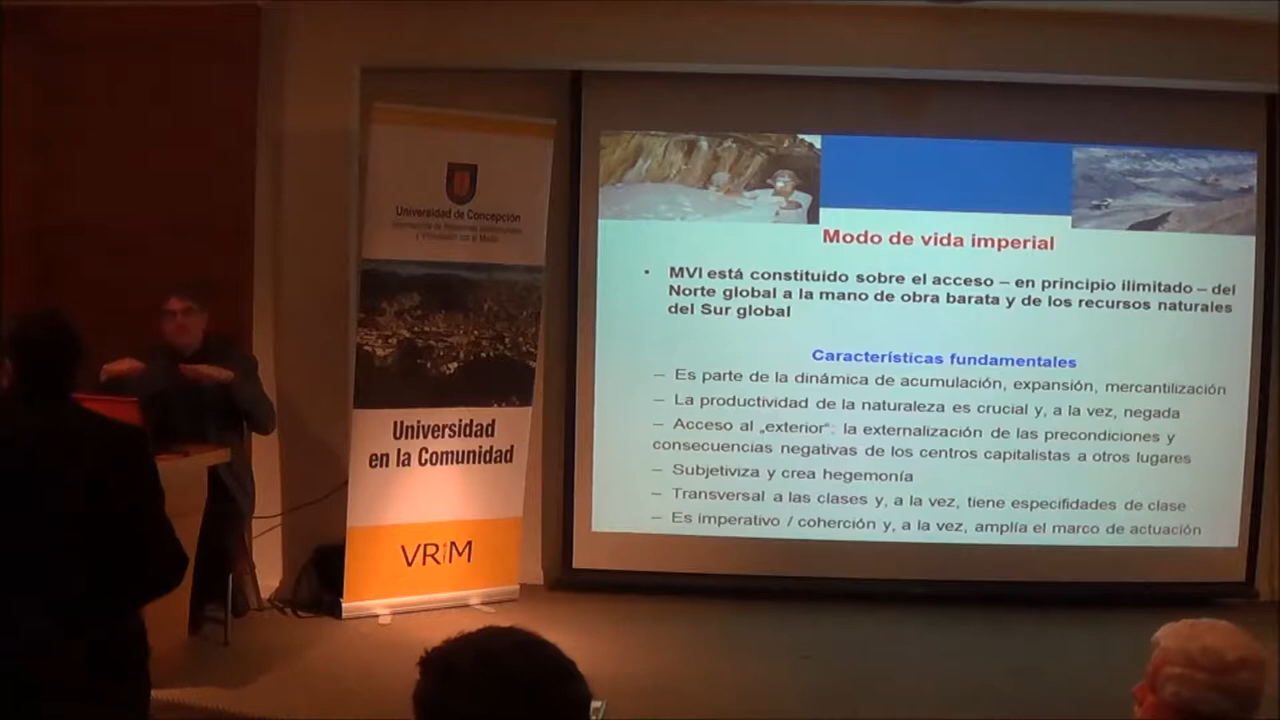 Universidad de Concepción
Universidad
en la Comunidad
VRiM
Modo de vida imperial
• MVI está constituido sobre el acceso – en principio ilimitado – del
Norte global a la mano de obra barata y de los recursos naturales
del Sur global
Características fundamentales
– Es parte de la dinámica de acumulación, expansión, mercantilización
– La productividad de la naturaleza es crucial y, a la vez, negada
– Acceso al „exterior“: la externalización de las precondiciones y
consecuencias negativas de los centros capitalistas a otros lugares
– Subjetiviza y crea hegemonía
– Transversal a las clases y, a la vez, tiene especifidades de clase
– Es imperativo / coherción y, a la vez, amplía el marco de actuación